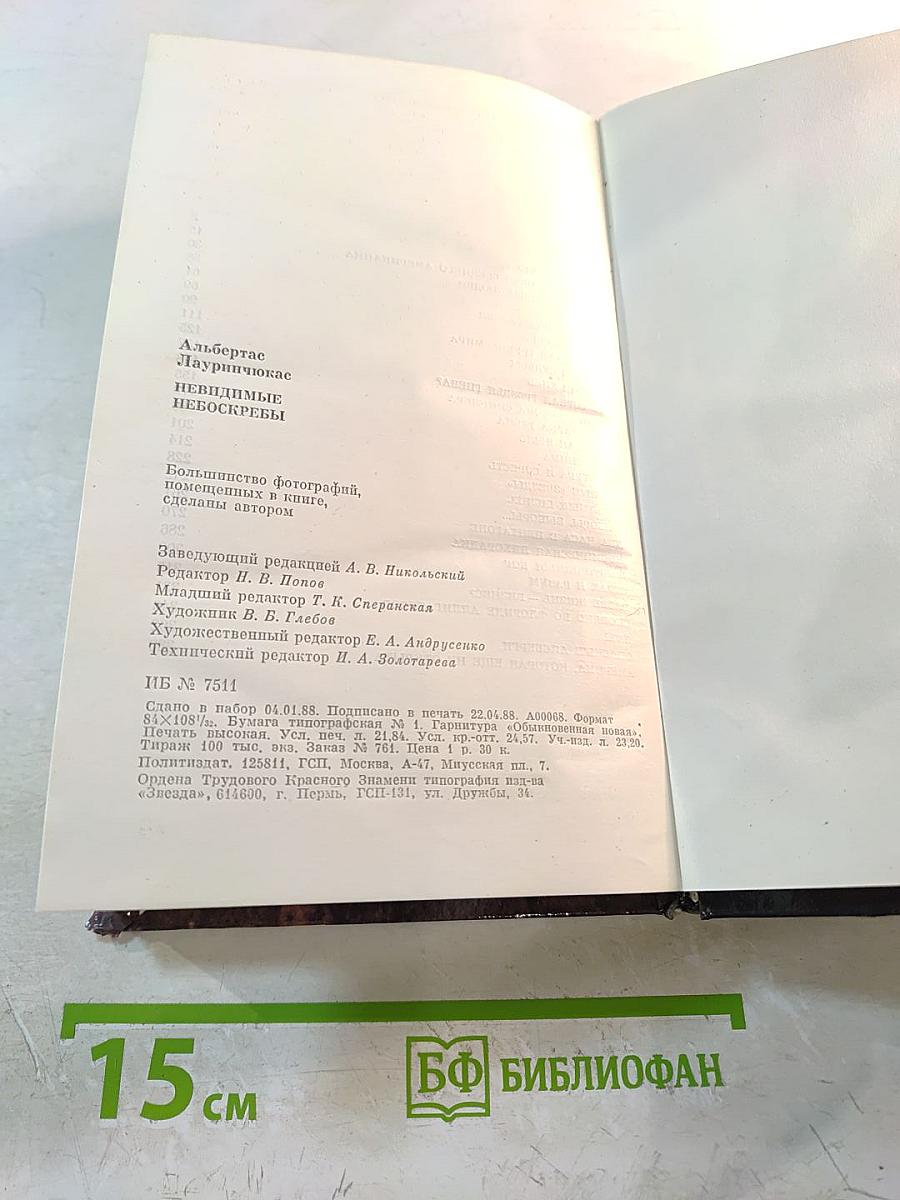 Альбертас
Лауринчюкас
НЕВИДИМЫЕ
НЕБОСКРЕБЫ
Большинство фотографий,
помещенных в книге,
сделаны автором
Заведующий редакцией А. В. Никольский
Редактор Н. В. Попов
Младший редактор Т. К. Сперанская
Художник В. Б. Глебов
Художественный редактор Е. А. Андрусенко
Технический редактор И. А. Золотарева
ИБ № 7511
Сдано в набор 04.01.88. Подписано в печать 22.04.88. А00068. Формат
84×108¹/₃₂. Бумага типографская № 1. Гарнитура «Обыкновенная новая».
Печать высокая. Усл. печ. л. 21,84. Усл. кр.-отт. 24,57. Уч.-изд. л. 23,20.
Тираж 100 тыс. экз. Заказ № 761. Цена 1 р. 30 к.
Политиздат. 125811, ГСП, Москва, А-47, Миусская пл., 7.
Ордена Трудового Красного Знамени типография изд-ва
«Звезда», 614600, г. Пермь, ГСП-131, ул. Дружбы, 34.
15 см
БФ БИБЛИОФАН